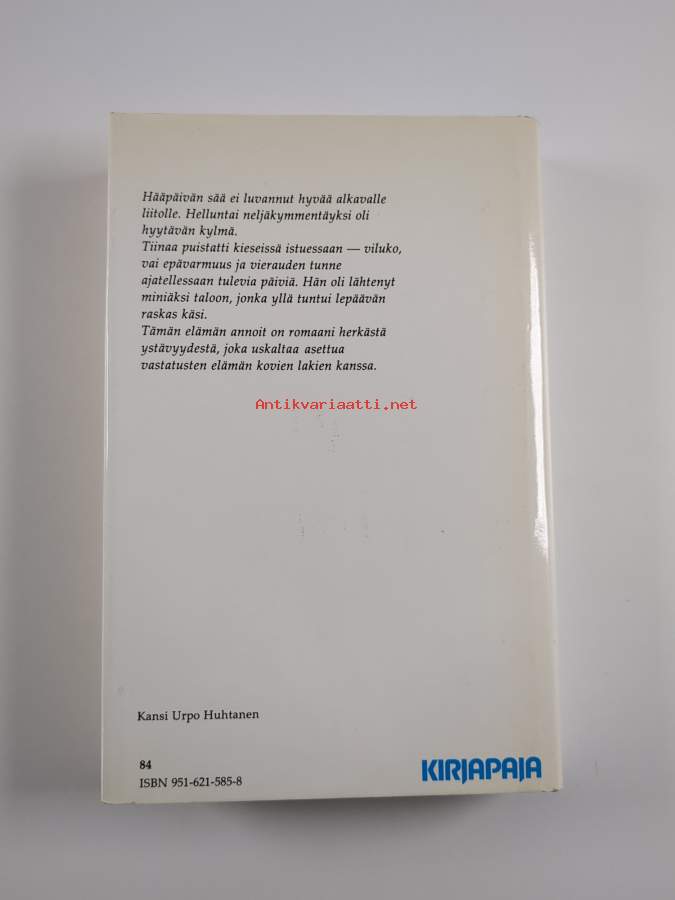 Hääpäivän sää ei luvannut hyvää alkavalle
liitolle. Helluntai neljäkymmentäyksi oli
hyytävän kylmä.
Tiinaa puistatti kieseissä istuessaan — viluko,
vai epävarmuus ja vierauden tunne
ajatellessaan tulevia päiviä. Hän oli lähtenyt
miniäksi taloon, jonka yllä tuntui lepäävän
raskas käsi.
Tämän elämän annoit on romaani herkästä
ystävyydestä, joka uskaltaa asettua
vastatusten elämän kovien lakien kanssa.
Antikvariaatti.net
Kansi Urpo Huhtanen
84
ISBN 951-621-585-8
KIRJAPAJA